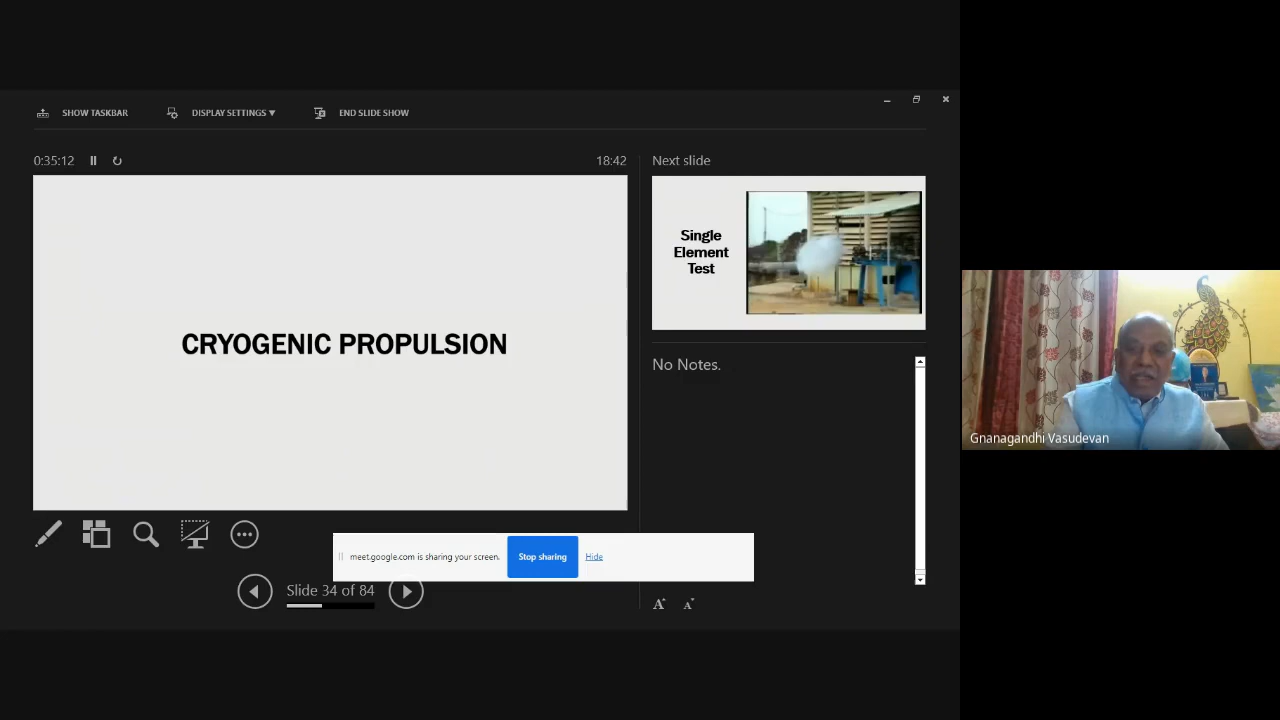 SHOW TASKBAR
DISPLAY SETTINGS ▼
END SLIDE SHOW
0:35:12
18:42
Next slide
CRYOGENIC PROPULSION
Single
Element
Test
No Notes.
meet.google.com is sharing your screen.
Stop sharing
Hide
Slide 34 of 84
A
A
Gnanagandhi Vasudevan